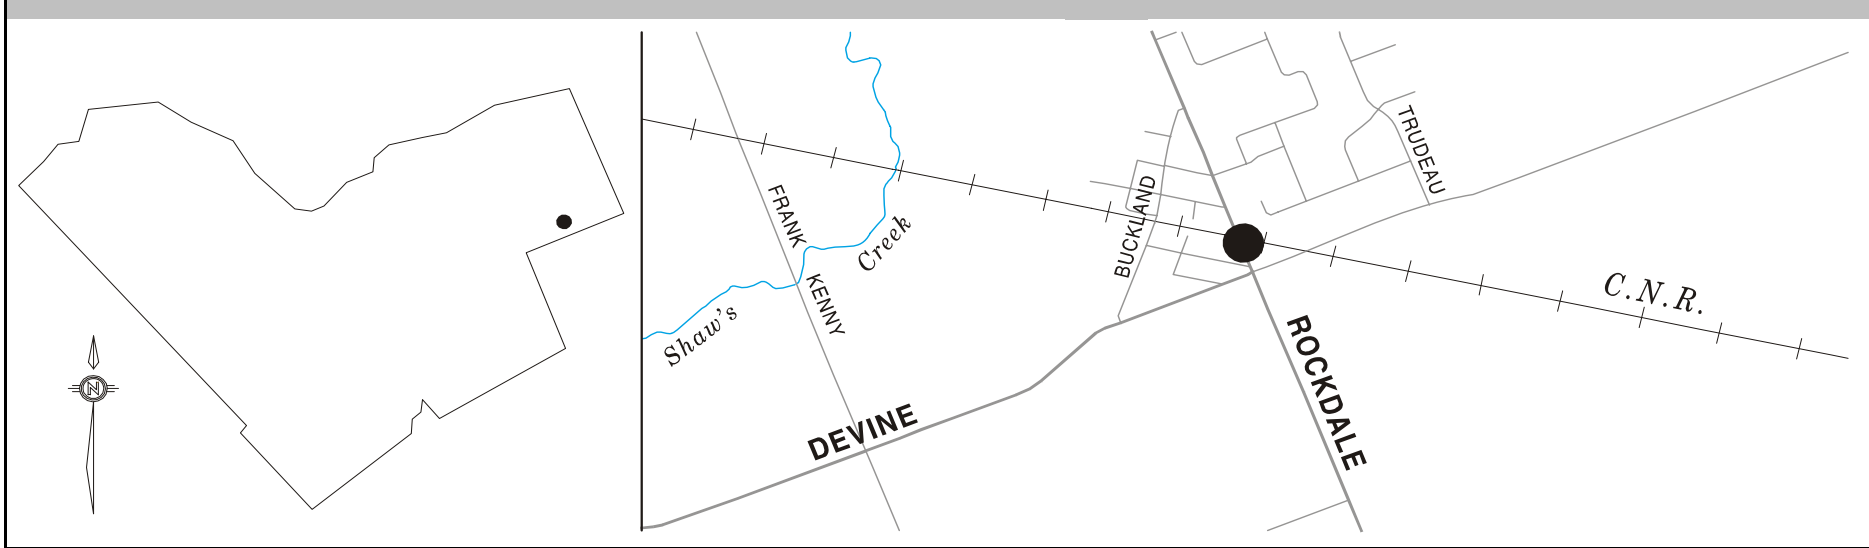 N
FRANK
KENNY
Shaw's
Creek
BUCKLAND
TRUDEAU
C.N.R.
DEVINE
ROCKDALE